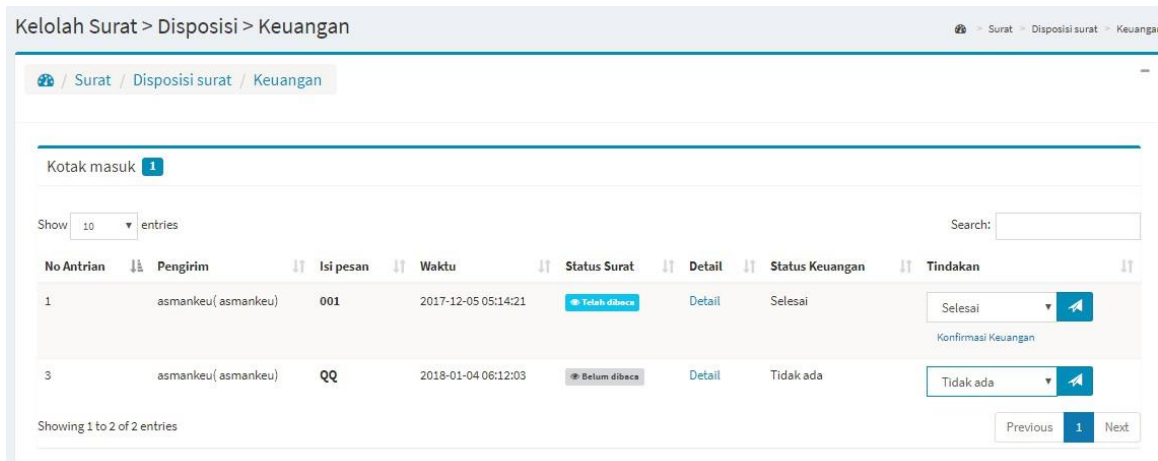 Kelolah Surat > Disposisi > Keuangan
> Surat > Disposisi surat > Keuangan
/ Surat / Disposisi surat / Keuangan
Kotak masuk 1
Show 10 entries
Search:
No Antrian Pengirim Isi pesan Waktu Status Surat Detail Status Keuangan Tindakan
1 asmankeu( asmankeu) 001 2017-12-05 05:14:21 Telah dibaca Detail Selesai Selesai
Konfirmasi Keuangan
3 asmankeu( asmankeu) QQ 2018-01-04 06:12:03 Belum dibaca Detail Tidak ada Tidak ada
Showing 1 to 2 of 2 entries
Previous 1 Next